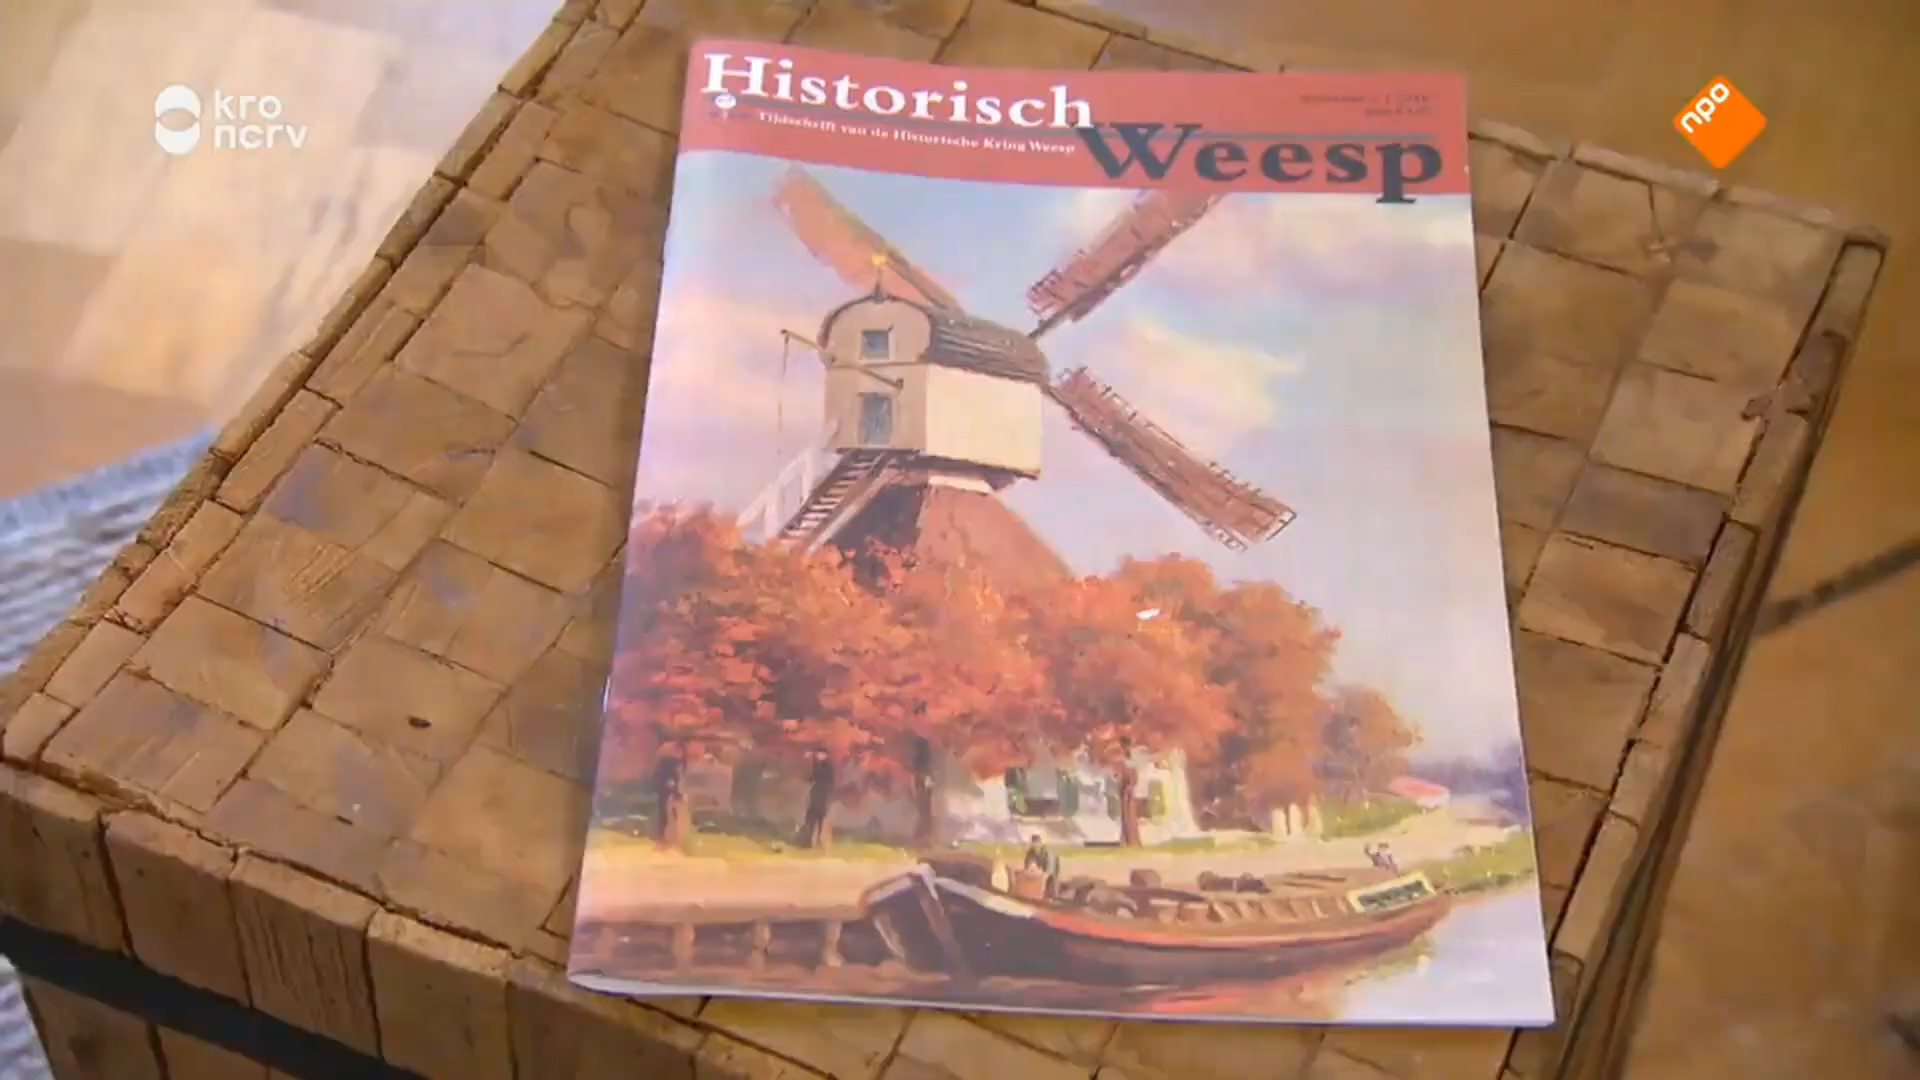 kro
ncrv
npo
Historisch
Tijdschrift van de Historische Kring Weesp
Weesp